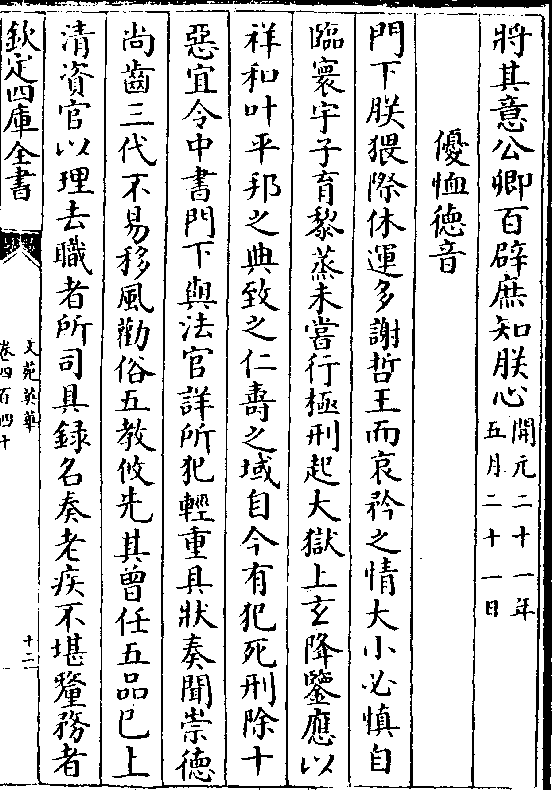 將其意公卿百辟庶知朕心開元二十一年五月二十一日
優恤德音
門下朕猥際休運多謝哲王而哀矜之情大小必慎自
臨寰宇子育黎蒸未嘗行極刑起大獄上玄降鑒應以
祥和叶平邦之典致之仁壽之域自今有犯死刑除十
惡宜令中書門下與法官詳所犯輕重具狀奏聞崇德
尚齒三代不易移風勸俗五教攸先其曾任五品已上
清資官以理去職者所司具録名奏老疾不堪釐務者
欽定四庫全書
文苑英華
卷四百四十
十二